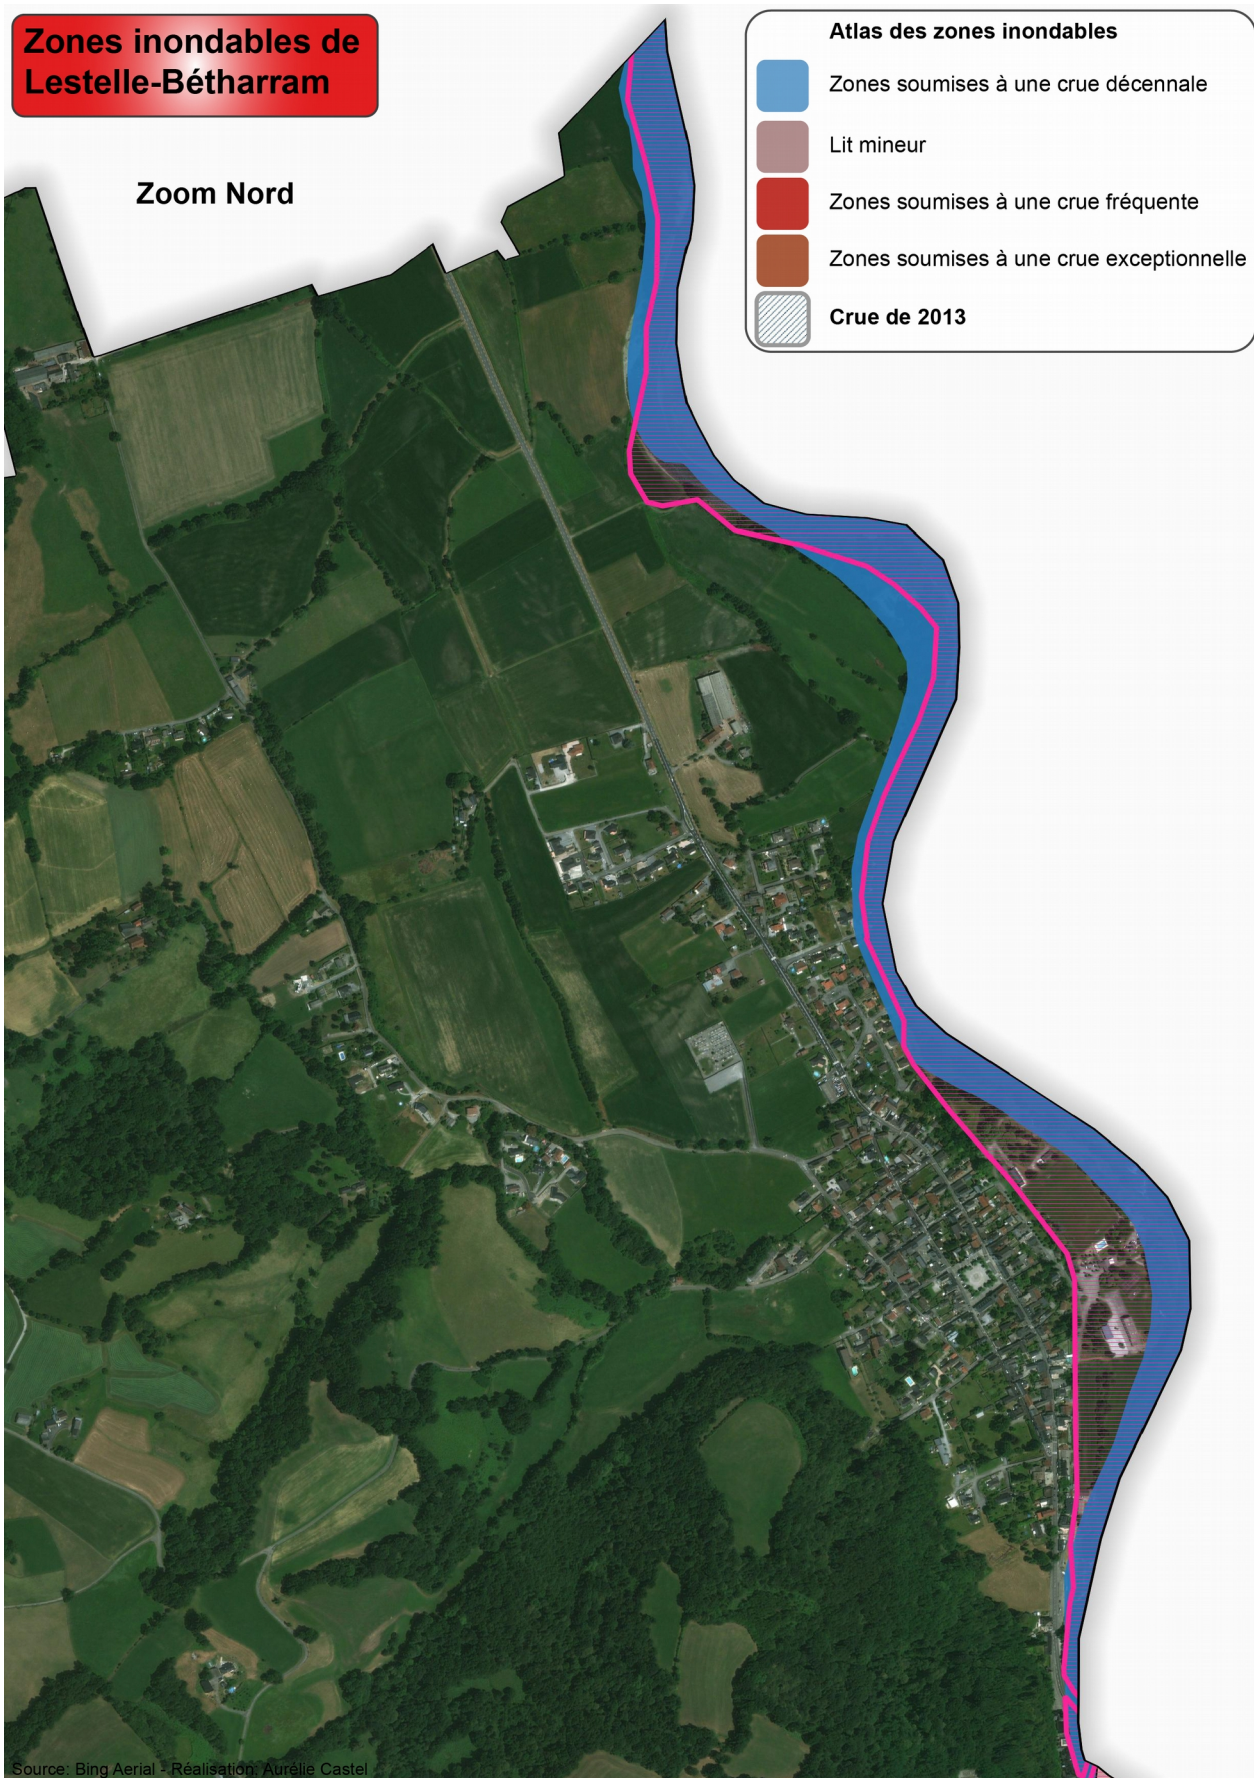 Zones inondables de
Lestelle-Bétharram
Zoom Nord
Atlas des zones inondables
Zones soumises à une crue décennale
Lit mineur
Zones soumises à une crue fréquente
Zones soumises à une crue exceptionnelle
Crue de 2013
Source: Bing Aerial - Réalisation: Aurélie Castel